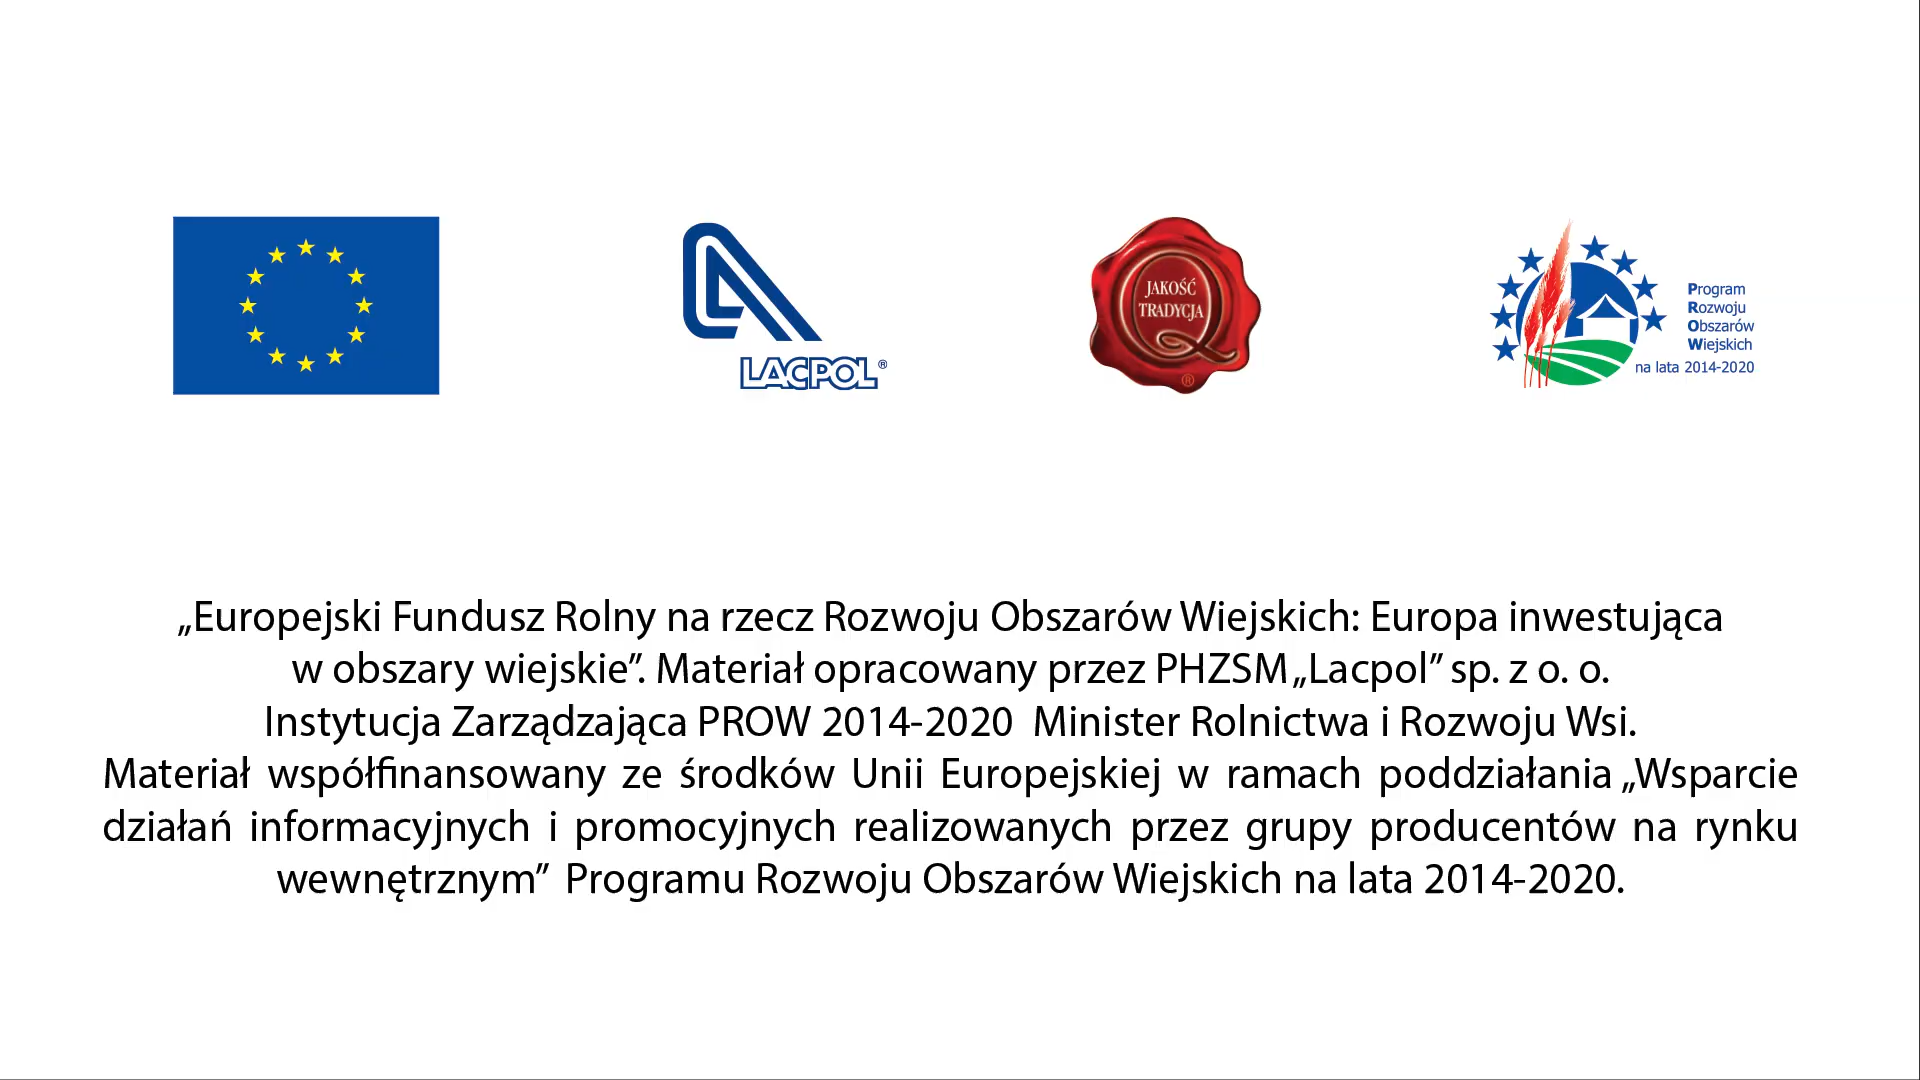 LACPOL®
JAKOŚĆ
TRADYCJA
®
Program
Rozwoju
Obszarów
Wiejskich
na lata 2014-2020
„Europejski Fundusz Rolny na rzecz Rozwoju Obszarów Wiejskich: Europa inwestująca
w obszary wiejskie”. Materiał opracowany przez PHZSM „Lacpol” sp. z o. o.
Instytucja Zarządzająca PROW 2014-2020 Minister Rolnictwa i Rozwoju Wsi.
Materiał współfinansowany ze środków Unii Europejskiej w ramach poddziałania „Wsparcie
działań informacyjnych i promocyjnych realizowanych przez grupy producentów na rynku
wewnętrznym” Programu Rozwoju Obszarów Wiejskich na lata 2014-2020.